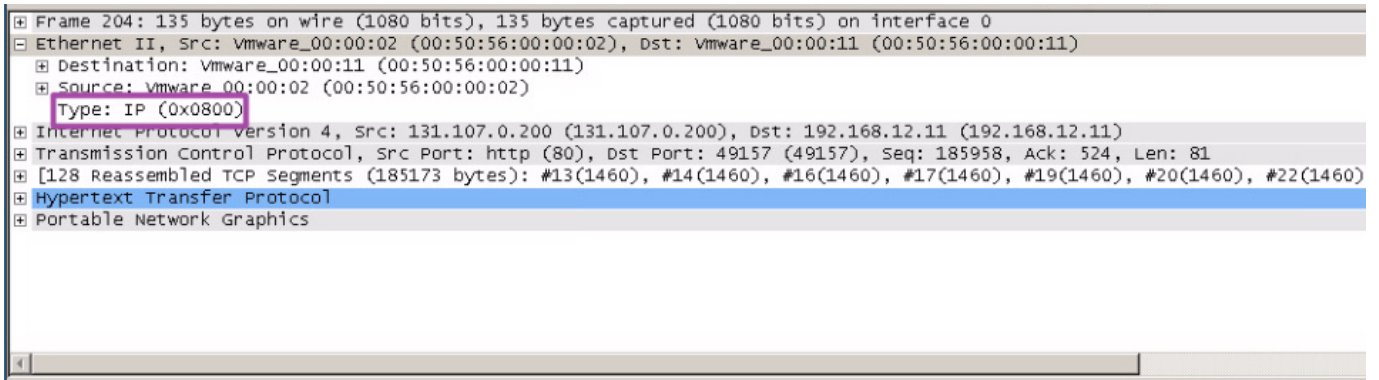 Frame 204: 135 bytes on wire (1080 bits), 135 bytes captured (1080 bits) on interface 0
Ethernet II, Src: Vmware_00:00:02 (00:50:56:00:00:02), Dst: Vmware_00:00:11 (00:50:56:00:00:11)
Destination: Vmware_00:00:11 (00:50:56:00:00:11)
Source: Vmware_00:00:02 (00:50:56:00:00:02)
Type: IP (0x0800)
Internet Protocol Version 4, Src: 131.107.0.200 (131.107.0.200), Dst: 192.168.12.11 (192.168.12.11)
Transmission Control Protocol, Src Port: http (80), Dst Port: 49157 (49157), Seq: 185958, Ack: 524, Len: 81
[128 Reassembled TCP Segments (185173 bytes): #13(1460), #14(1460), #16(1460), #17(1460), #19(1460), #20(1460), #22(1460)
Hypertext Transfer Protocol
Portable Network Graphics